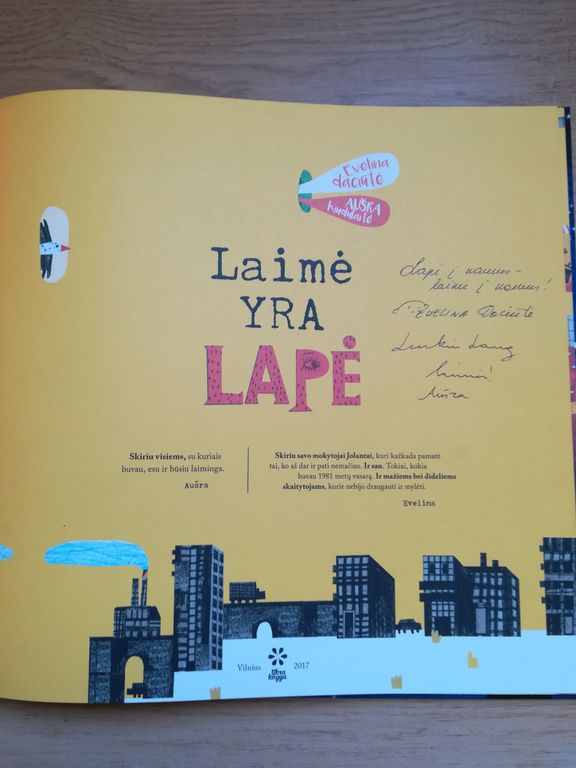 Evelina
daciūtė
AUŠRA
kiudulaitė
Laimė
YRA
LAPĖ
Lapė į namus -
laimė į namus!
EVELINA Dačiūtė
Linkiu daug
laimės!
Aušra
Skiriu visiems, su kuriais
buvau, esu ir būsiu laiminga.
Aušra
Skiriu savo mokytojai Jolantai, kuri kažkada pamatė
tai, ko aš dar ir pati nemačiau. Ir sau. Tokiai, kokia
buvau 1981 metų vasarą. Ir mažiems bei dideliems
skaitytojams, kurie nebijo draugauti ir mylėti.
Evelina
Vilnius 2017
tikra
knyga